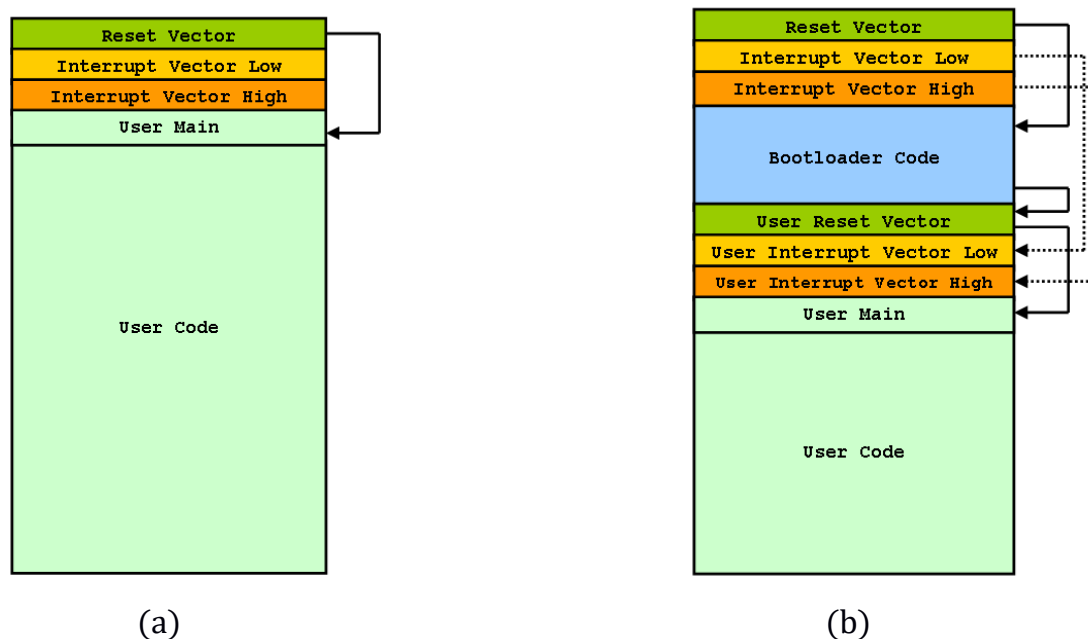 Reset Vector
Interrupt Vector Low
Interrupt Vector High
User Main
User Code
(a)
Reset Vector
Interrupt Vector Low
Interrupt Vector High
Bootloader Code
User Reset Vector
User Interrupt Vector Low
User Interrupt Vector High
User Main
User Code
(b)